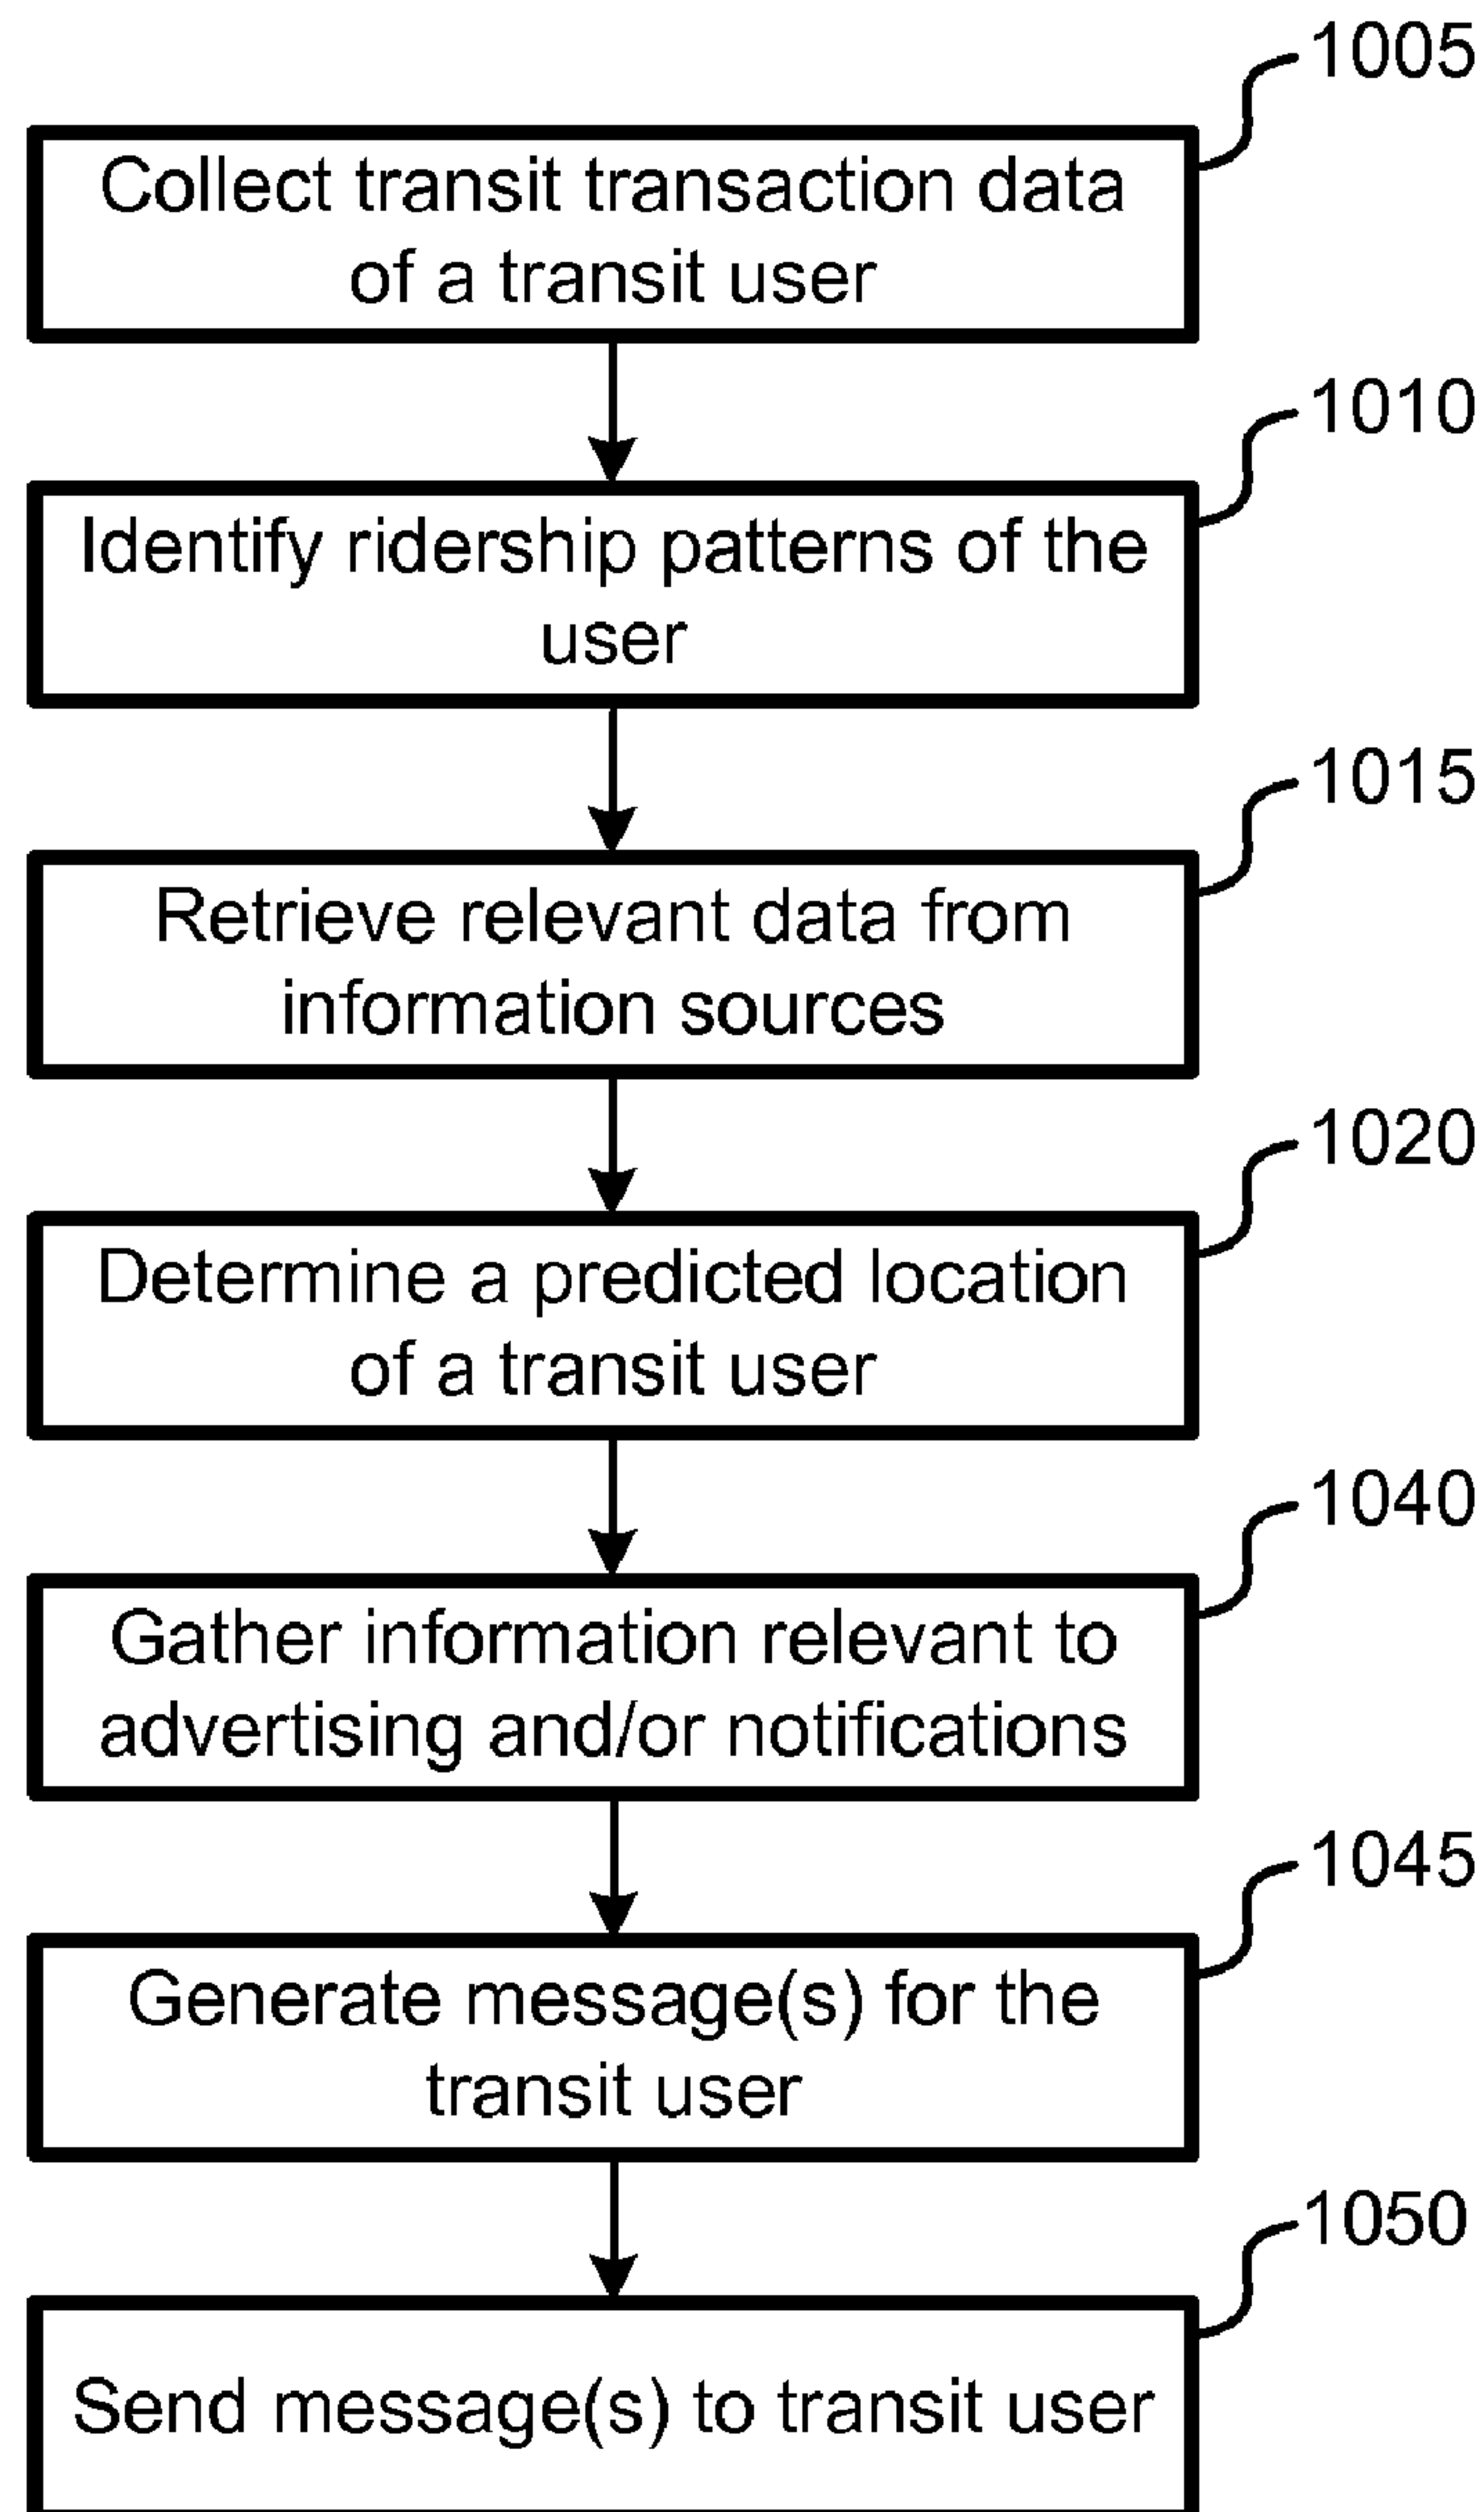 1005
Collect transit transaction data
of a transit user
1010
Identify ridership patterns of the
user
1015
Retrieve relevant data from
information sources
1020
Determine a predicted location
of a transit user
1040
Gather information relevant to
advertising and/or notifications
1045
Generate message(s) for the
transit user
1050
Send message(s) to transit user